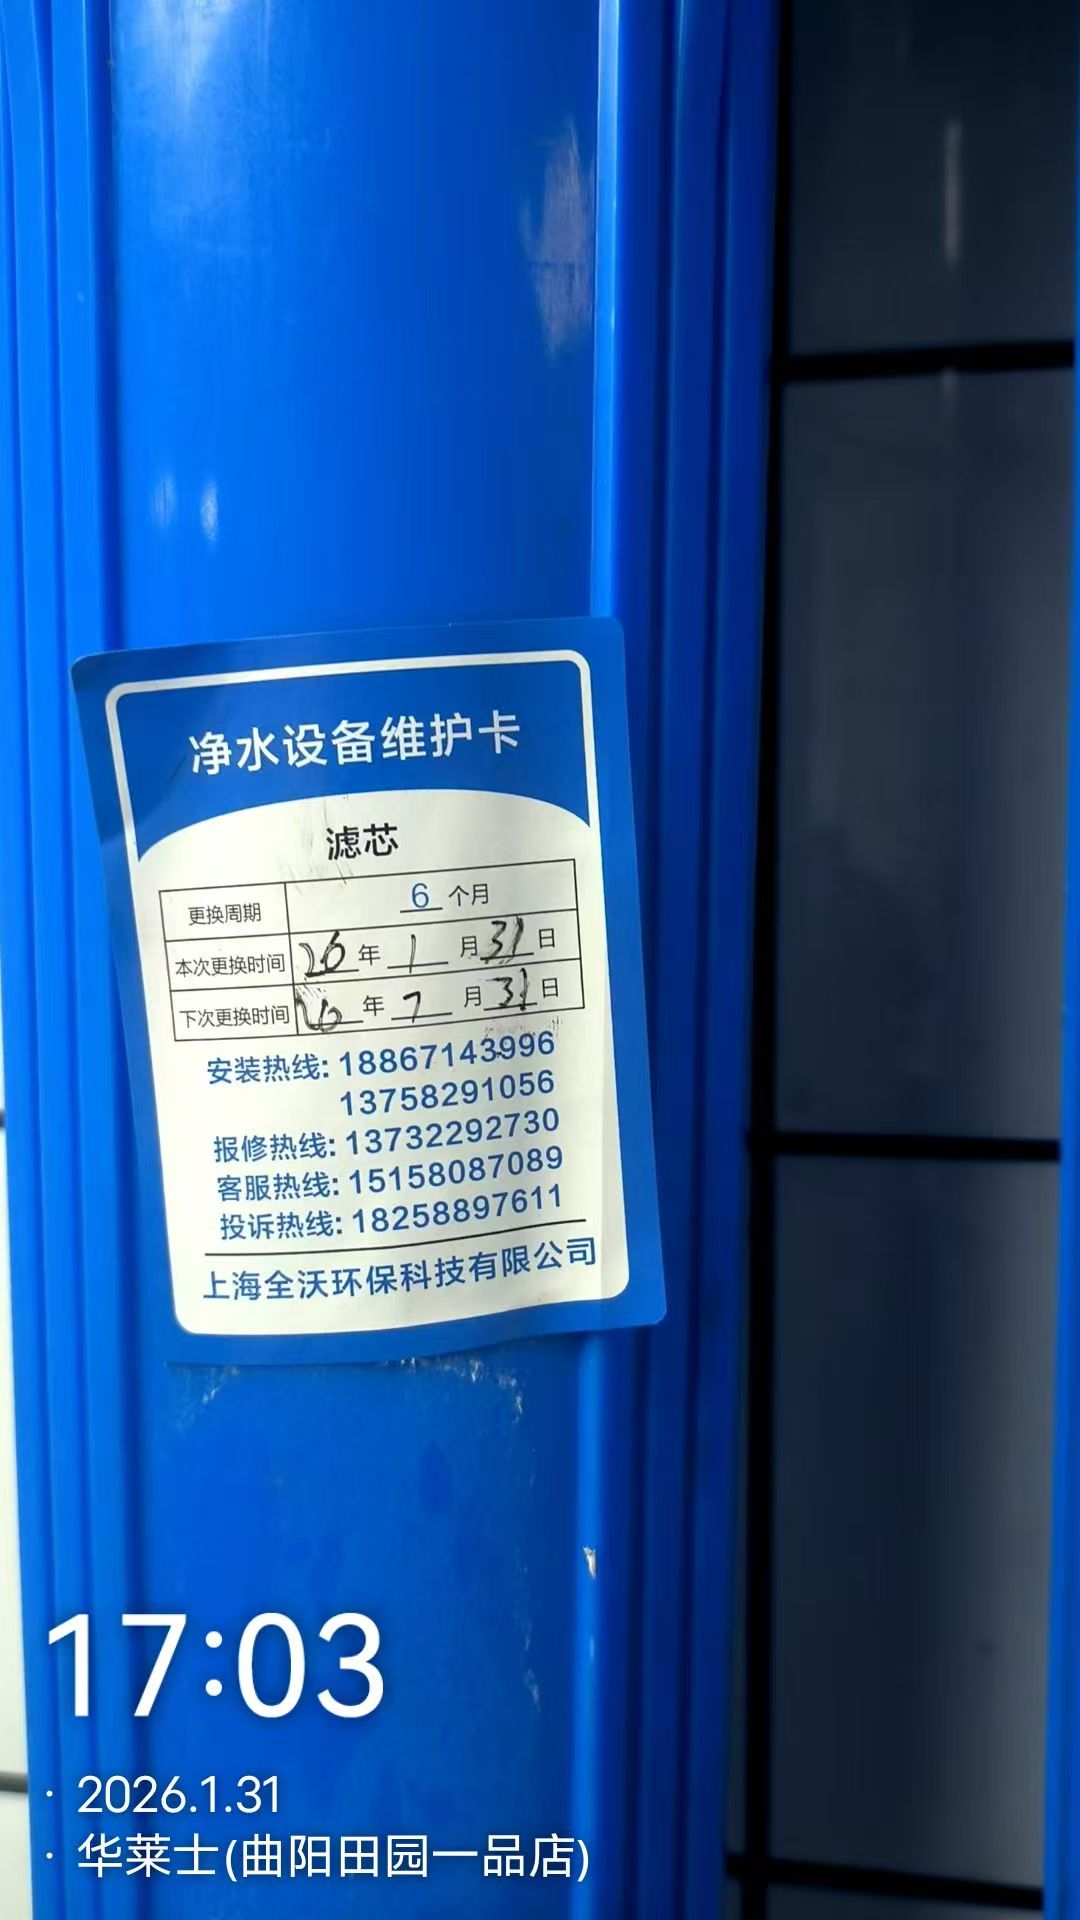 净水设备维护卡
滤芯
更换周期 6 个月
本次更换时间 26 年 1 月 31 日
下次更换时间 26 年 7 月 31 日
安装热线: 18867143996
13758291056
报修热线: 13732292730
客服热线: 15158087089
投诉热线: 18258897611
上海全沃环保科技有限公司
17:03
· 2026.1.31
· 华莱士(曲阳田园一品店)